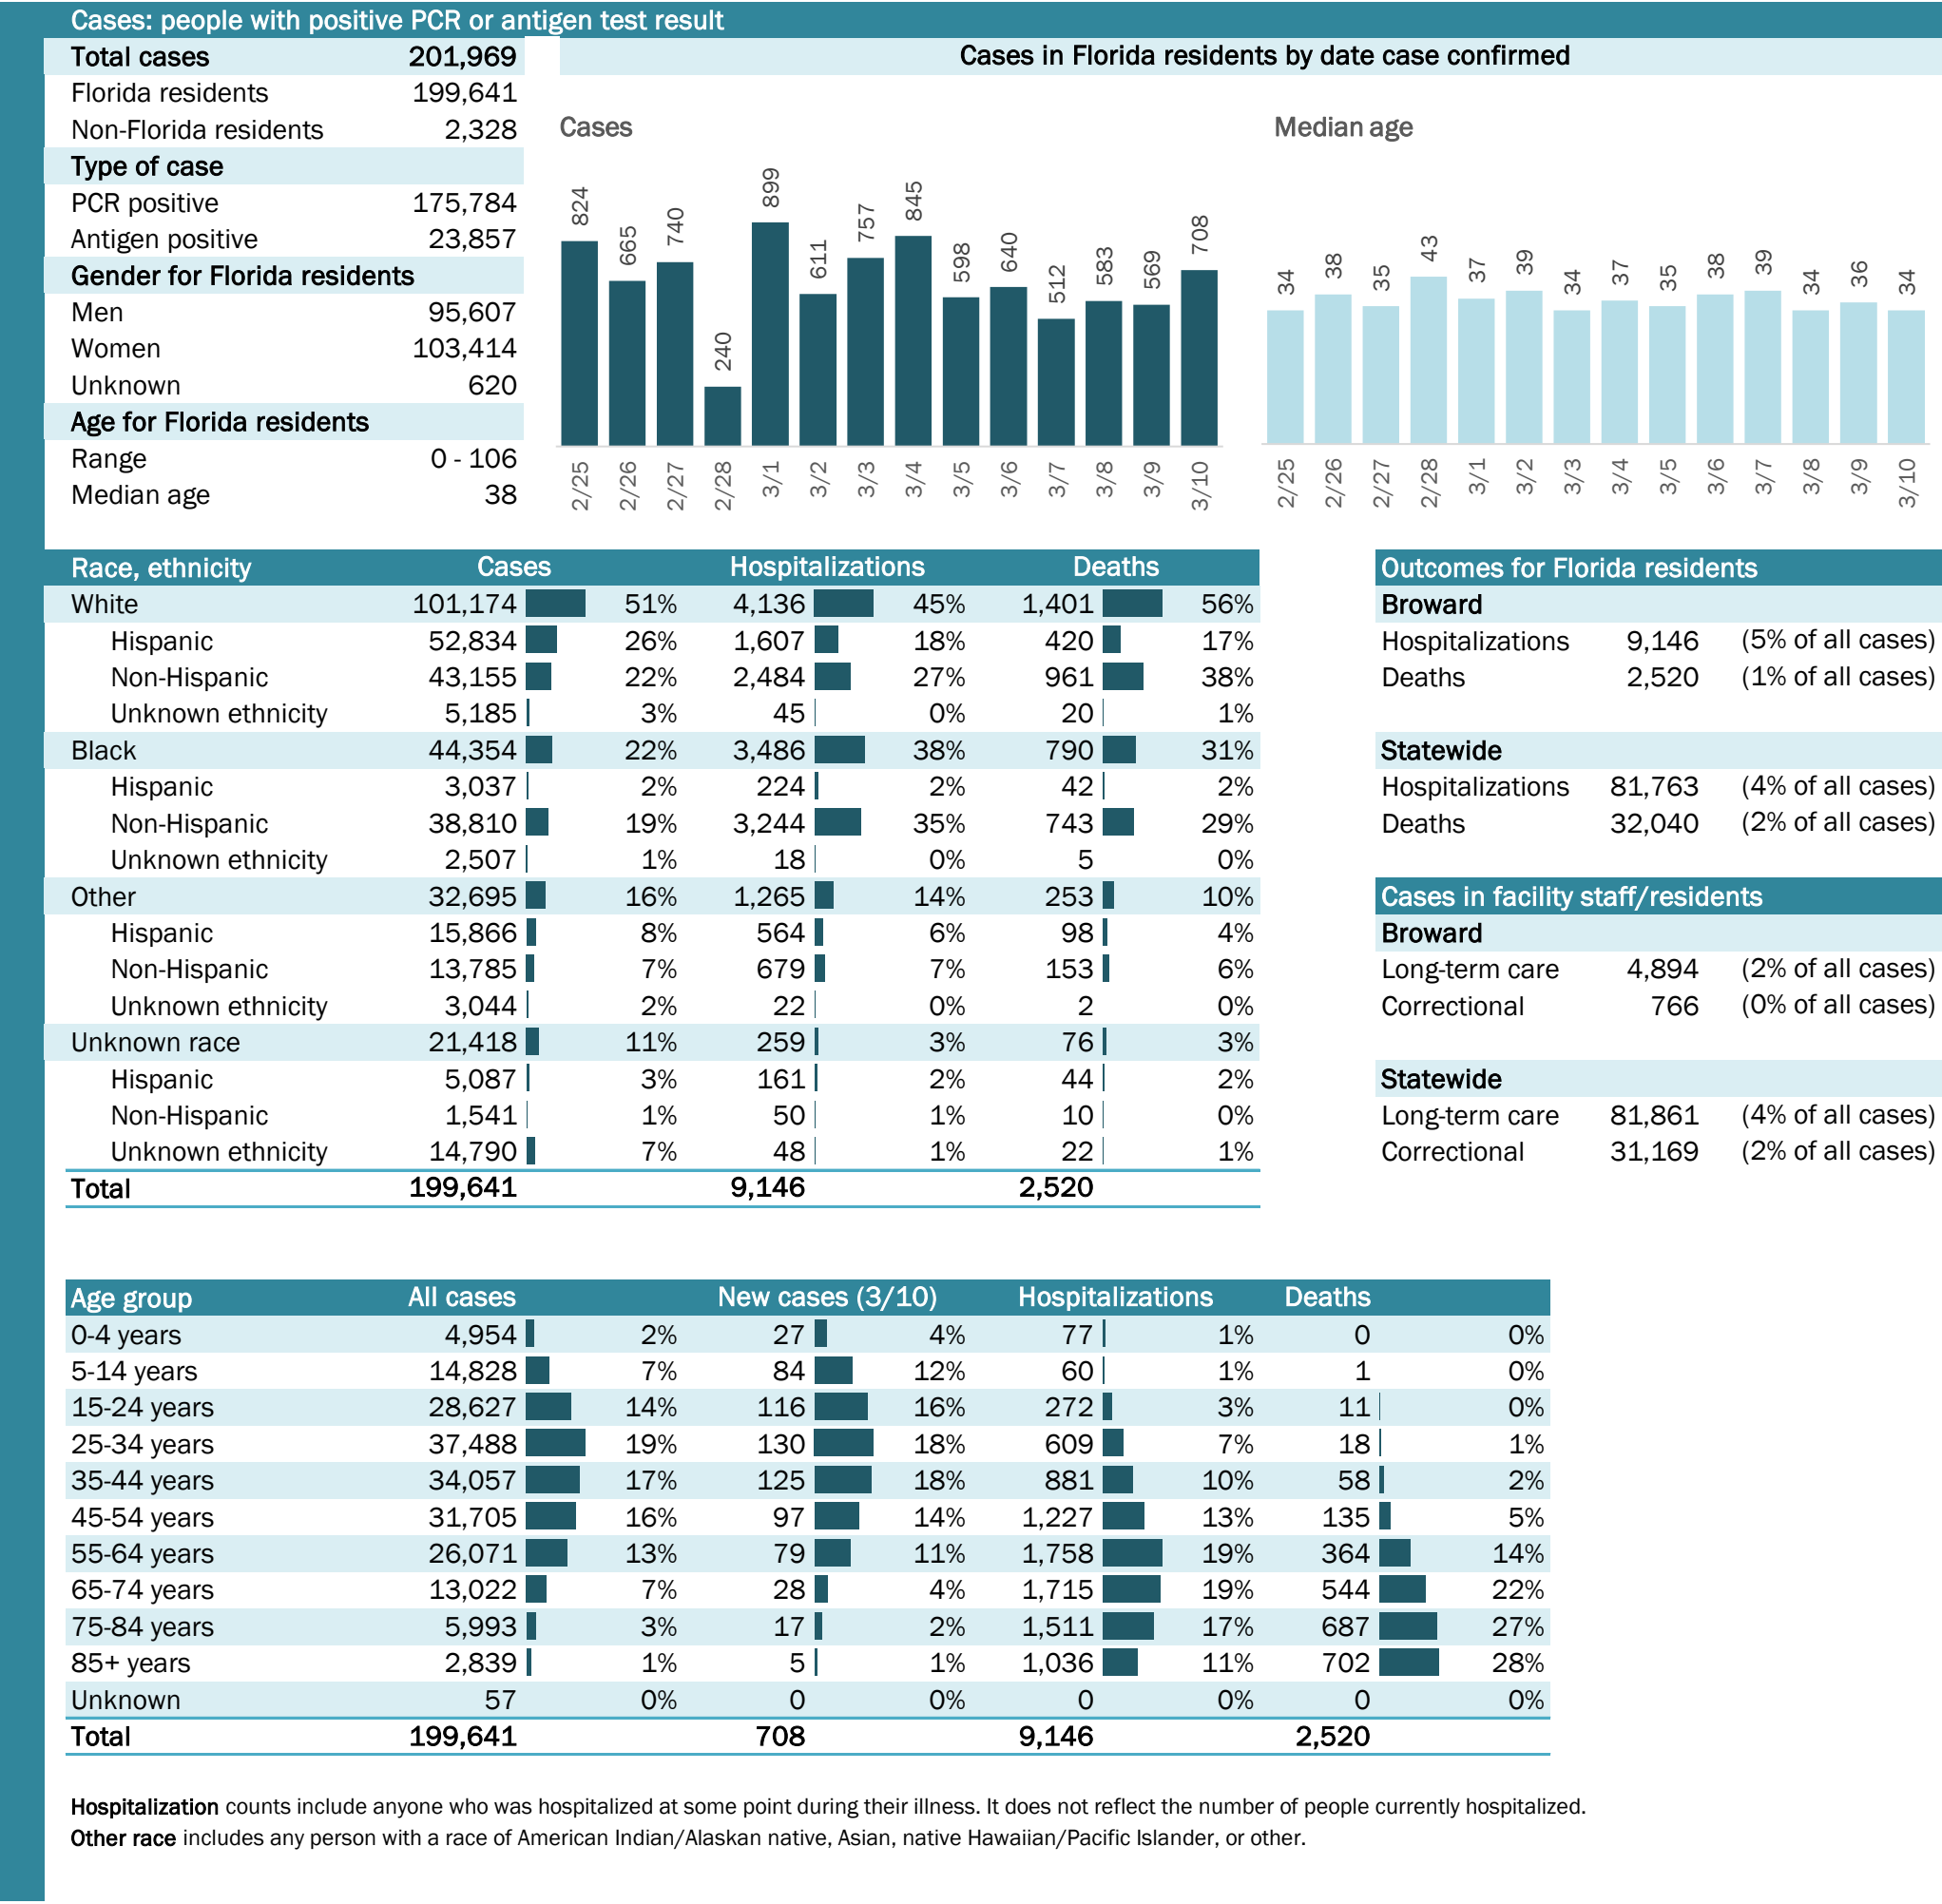 Cases: people with positive PCR or antigen test result
Total cases 201,969
Florida residents 199,641
Non-Florida residents 2,328
Type of case
PCR positive 175,784
Antigen positive 23,857
Gender for Florida residents
Men 95,607
Women 103,414
Unknown 620
Age for Florida residents
Range 0 - 106
Median age 38
Cases in Florida residents by date case confirmed
Cases
824 665 740 240 899 611 757 845 598 640 512 583 569 708
2/25 2/26 2/27 2/28 3/1 3/2 3/3 3/4 3/5 3/6 3/7 3/8 3/9 3/10
Median age
34 38 35 43 37 39 34 37 35 38 39 34 36 34
2/25 2/26 2/27 2/28 3/1 3/2 3/3 3/4 3/5 3/6 3/7 3/8 3/9 3/10
Race, ethnicity Cases Hospitalizations Deaths
White 101,174 51% 4,136 45% 1,401 56%
Hispanic 52,834 26% 1,607 18% 420 17%
Non-Hispanic 43,155 22% 2,484 27% 961 38%
Unknown ethnicity 5,185 3% 45 0% 20 1%
Black 44,354 22% 3,486 38% 790 31%
Hispanic 3,037 2% 224 2% 42 2%
Non-Hispanic 38,810 19% 3,244 35% 743 29%
Unknown ethnicity 2,507 1% 18 0% 5 0%
Other 32,695 16% 1,265 14% 253 10%
Hispanic 15,866 8% 564 6% 98 4%
Non-Hispanic 13,785 7% 679 7% 153 6%
Unknown ethnicity 3,044 2% 22 0% 2 0%
Unknown race 21,418 11% 259 3% 76 3%
Hispanic 5,087 3% 161 2% 44 2%
Non-Hispanic 1,541 1% 50 1% 10 0%
Unknown ethnicity 14,790 7% 48 1% 22 1%
Total 199,641 9,146 2,520
Outcomes for Florida residents
Broward
Hospitalizations 9,146 (5% of all cases)
Deaths 2,520 (1% of all cases)
Statewide
Hospitalizations 81,763 (4% of all cases)
Deaths 32,040 (2% of all cases)
Cases in facility staff/residents
Broward
Long-term care 4,894 (2% of all cases)
Correctional 766 (0% of all cases)
Statewide
Long-term care 81,861 (4% of all cases)
Correctional 31,169 (2% of all cases)
Age group All cases New cases (3/10) Hospitalizations Deaths
0-4 years 4,954 2% 27 4% 77 1% 0 0%
5-14 years 14,828 7% 84 12% 60 1% 1 0%
15-24 years 28,627 14% 116 16% 272 3% 11 0%
25-34 years 37,488 19% 130 18% 609 7% 18 1%
35-44 years 34,057 17% 125 18% 881 10% 58 2%
45-54 years 31,705 16% 97 14% 1,227 13% 135 5%
55-64 years 26,071 13% 79 11% 1,758 19% 364 14%
65-74 years 13,022 7% 28 4% 1,715 19% 544 22%
75-84 years 5,993 3% 17 2% 1,511 17% 687 27%
85+ years 2,839 1% 5 1% 1,036 11% 702 28%
Unknown 57 0% 0 0% 0 0% 0 0%
Total 199,641 708 9,146 2,520
Hospitalization counts include anyone who was hospitalized at some point during their illness. It does not reflect the number of people currently hospitalized.
Other race includes any person with a race of American Indian/Alaskan native, Asian, native Hawaiian/Pacific Islander, or other.